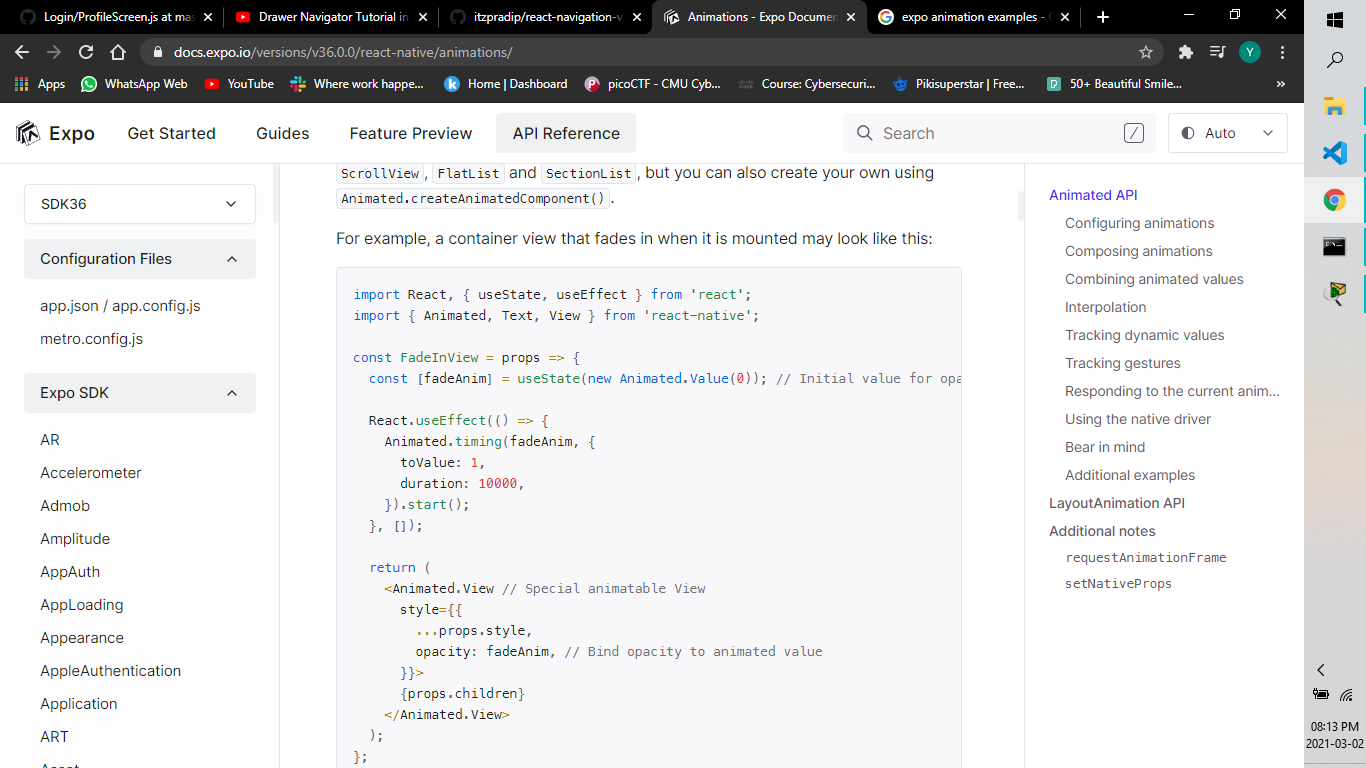 Login/ProfileScreen.js at mas
Drawer Navigator Tutorial in
itzpradip/react-navigation-v
Animations - Expo Documen
expo animation examples -
docs.expo.io/versions/v36.0.0/react-native/animations/
Y
Apps
WhatsApp Web
YouTube
Where work happe...
Home | Dashboard
picoCTF - CMU Cyb...
Course: Cybersecuri...
Pikisuperstar | Free...
50+ Beautiful Smile...
»
Expo
Get Started
Guides
Feature Preview
API Reference
Search
/
Auto
SDK36
Configuration Files
app.json / app.config.js
metro.config.js
Expo SDK
AR
Accelerometer
Admob
Amplitude
AppAuth
AppLoading
Appearance
AppleAuthentication
Application
ART
Asset
ScrollView, FlatList and SectionList, but you can also create your own using
Animated.createAnimatedComponent().
For example, a container view that fades in when it is mounted may look like this:
import React, { useState, useEffect } from 'react';
import { Animated, Text, View } from 'react-native';
const FadeInView = props => {
const [fadeAnim] = useState(new Animated.Value(0)); // Initial value for opa
React.useEffect(() => {
Animated.timing(fadeAnim, {
toValue: 1,
duration: 10000,
}).start();
}, []);
return (
<Animated.View // Special animatable View
style={{
...props.style,
opacity: fadeAnim, // Bind opacity to animated value
}}>
{props.children}
</Animated.View>
);
};
Animated API
Configuring animations
Composing animations
Combining animated values
Interpolation
Tracking dynamic values
Tracking gestures
Responding to the current anim...
Using the native driver
Bear in mind
Additional examples
LayoutAnimation API
Additional notes
requestAnimationFrame
setNativeProps
08:13 PM
2021-03-02